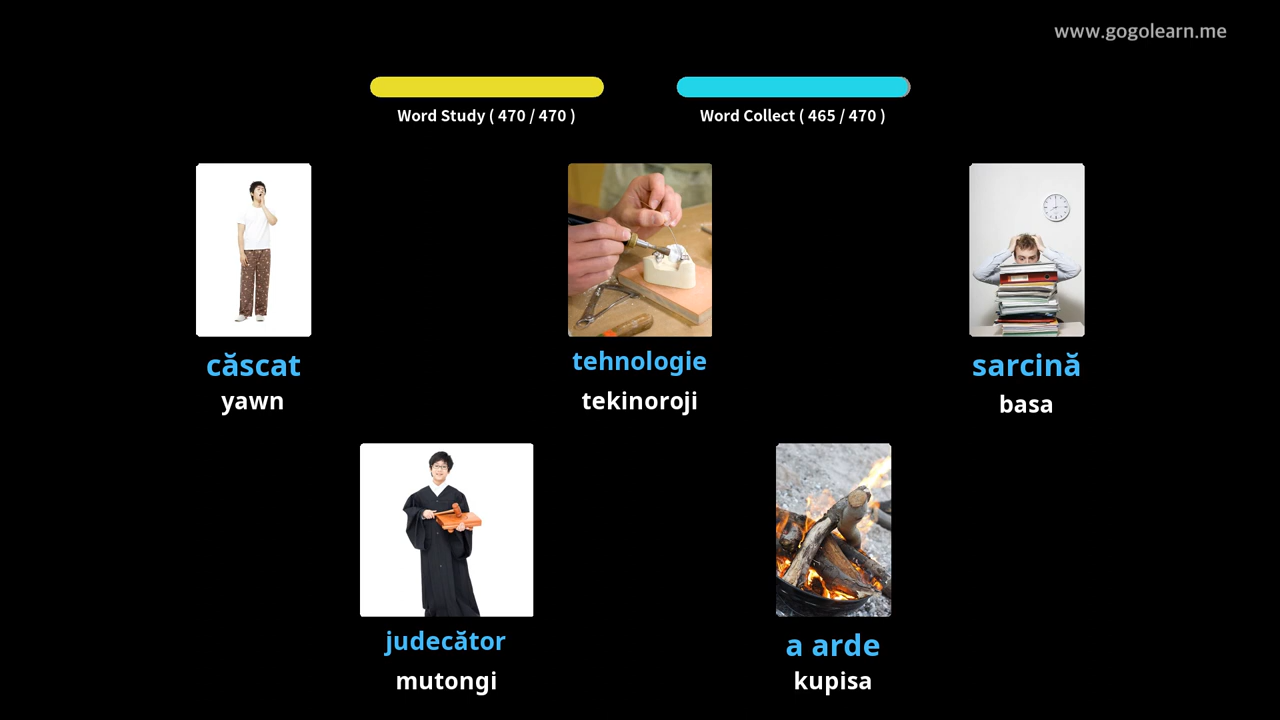 www.gogolearn.me
Word Study ( 470 / 470 )
Word Collect ( 465 / 470 )
căscat
yawn
tehnologie
tekinoroji
sarcină
basa
judecător
mutongi
a arde
kupisa